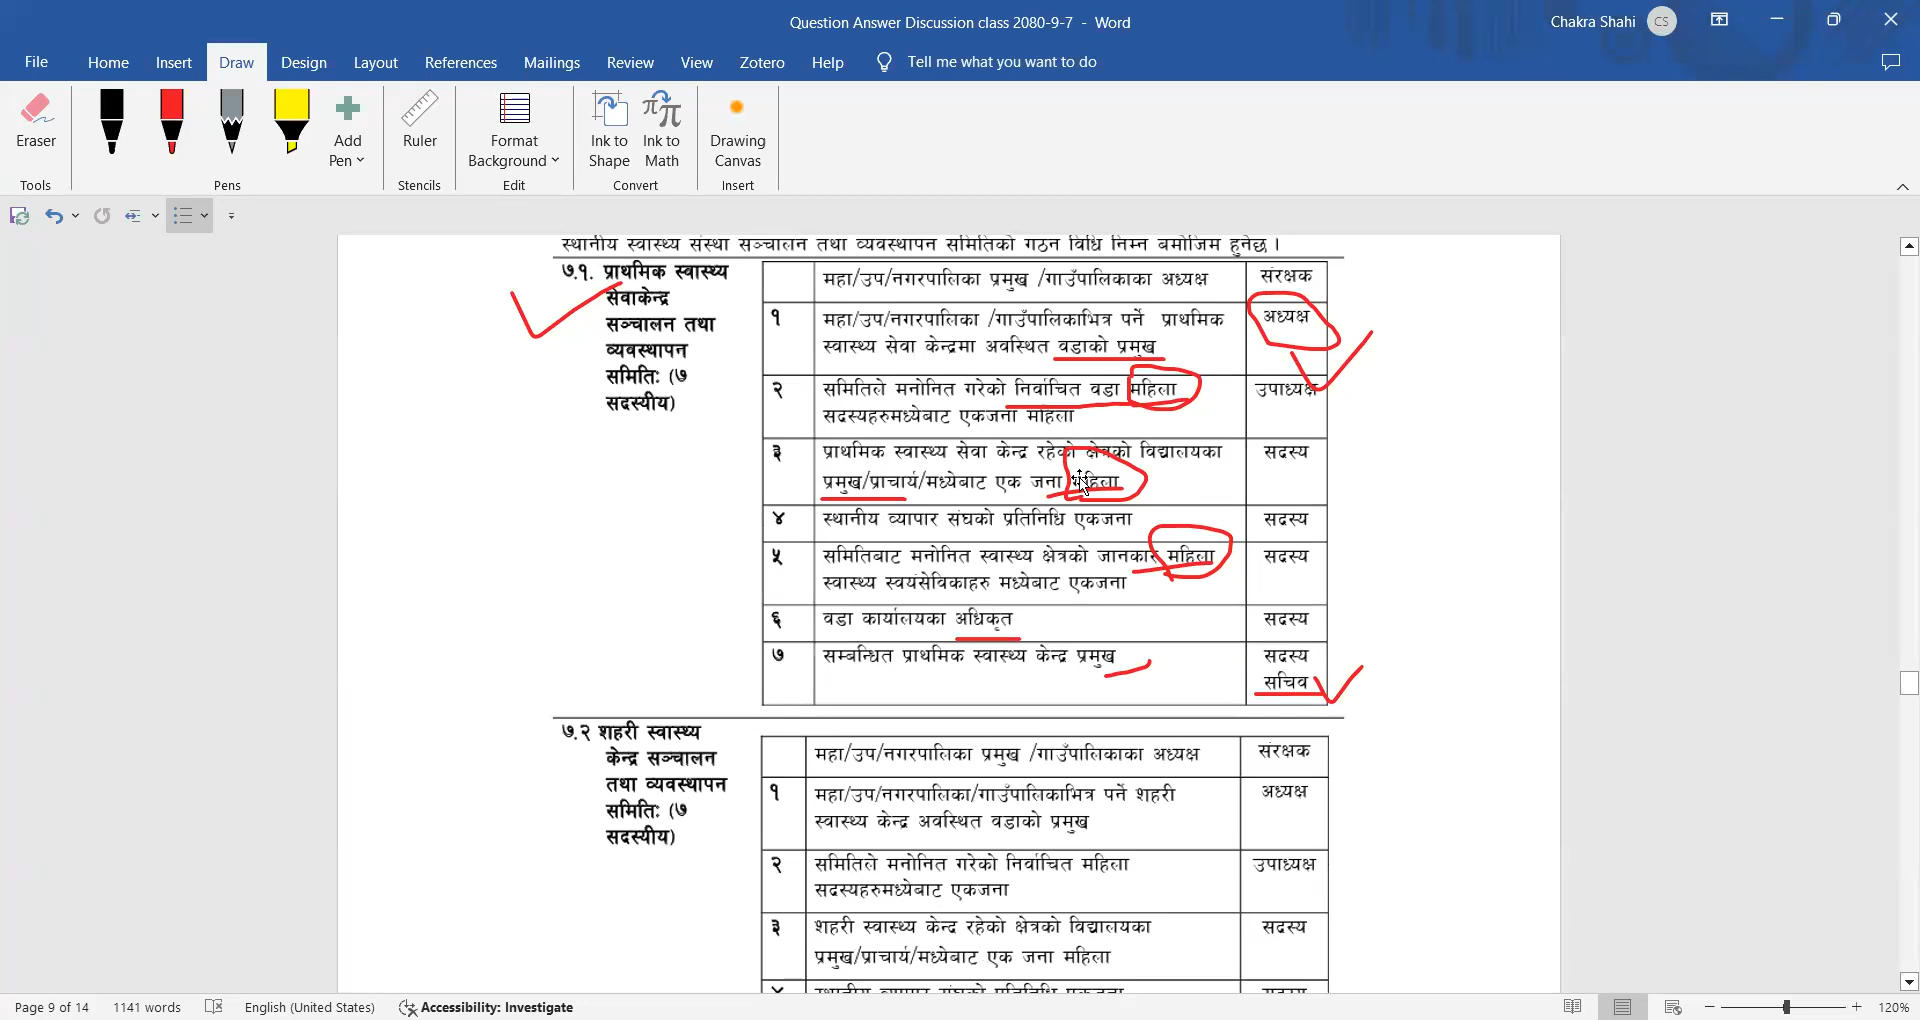 Question Answer Discussion class 2080-9-7 - Word
Chakra Shahi CS
File Home Insert Draw Design Layout References Mailings Review View Zotero Help Tell me what you want to do
Eraser
Add Pen
Ruler
Format Background
Ink to Shape
Ink to Math
Drawing Canvas
Tools Pens Stencils Edit Convert Insert
स्थानीय स्वास्थ्य संस्था सञ्चालन तथा व्यवस्थापन समितिको गठन विधि निम्न बमोजिम हुनेछ ।
७.१. प्राथमिक स्वास्थ्य
सेवाकेन्द्र
सञ्चालन तथा
व्यवस्थापन
समितिः (७
सदस्यीय)
महा/उप/नगरपालिका प्रमुख /गाउँपालिकाका अध्यक्ष संरक्षक
१ महा/उप/नगरपालिका /गाउँपालिकाभित्र पर्ने प्राथमिक अध्यक्ष
स्वास्थ्य सेवा केन्द्रमा अवस्थित वडाको प्रमुख
२ समितिले मनोनित गरेको निर्वाचित वडा महिला उपाध्यक्ष
सदस्यहरुमध्येबाट एकजना महिला
३ प्राथमिक स्वास्थ्य सेवा केन्द्र रहेको क्षेत्रको विद्यालयका सदस्य
प्रमुख/प्राचार्य/मध्येबाट एक जना महिला
४ स्थानीय व्यापार संघको प्रतिनिधि एकजना सदस्य
५ समितिबाट मनोनित स्वास्थ्य क्षेत्रको जानकार महिला सदस्य
स्वास्थ्य स्वयंसेविकाहरु मध्येबाट एकजना
६ वडा कार्यालयका अधिकृत सदस्य
७ सम्बन्धित प्राथमिक स्वास्थ्य केन्द्र प्रमुख सदस्य
सचिव
७.२ शहरी स्वास्थ्य
केन्द्र सञ्चालन
तथा व्यवस्थापन
समितिः (७
सदस्यीय)
महा/उप/नगरपालिका प्रमुख /गाउँपालिकाका अध्यक्ष संरक्षक
१ महा/उप/नगरपालिका/गाउँपालिकाभित्र पर्ने शहरी अध्यक्ष
स्वास्थ्य केन्द्र अवस्थित वडाको प्रमुख
२ समितिले मनोनित गरेको निर्वाचित महिला उपाध्यक्ष
सदस्यहरुमध्येबाट एकजना
३ शहरी स्वास्थ्य केन्द्र रहेको क्षेत्रको विद्यालयका सदस्य
प्रमुख/प्राचार्य/मध्येबाट एक जना महिला
Page 9 of 14 1141 words English (United States) Accessibility: Investigate 120%